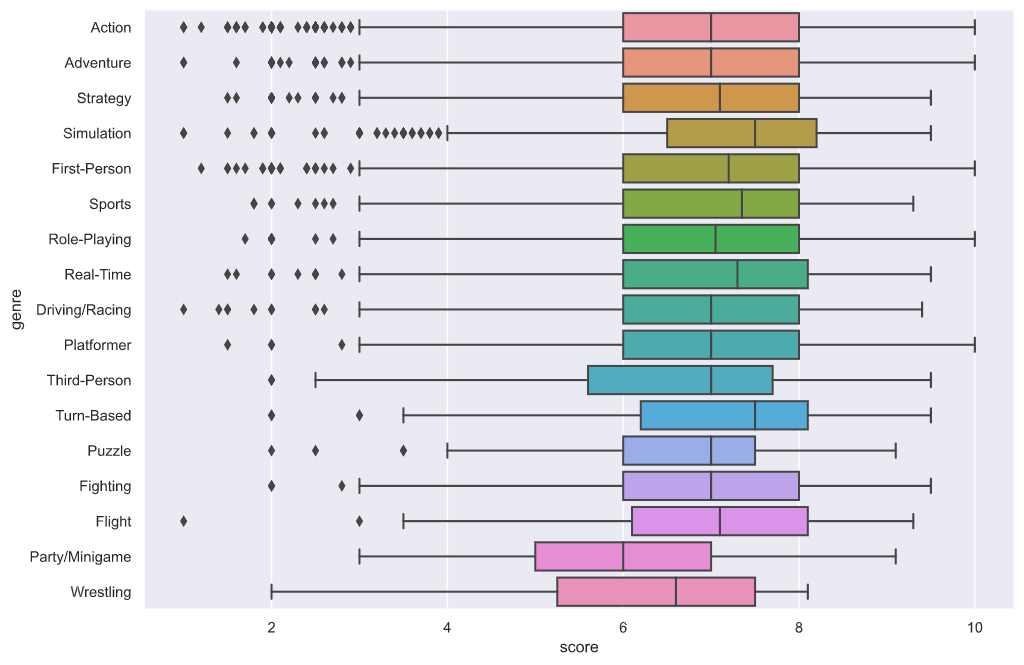 Action
Adventure
Strategy
Simulation
First-Person
Sports
Role-Playing
Real-Time
Driving/Racing
Platformer
Third-Person
Turn-Based
Puzzle
Fighting
Flight
Party/Minigame
Wrestling
genre
2 4 6 8 10
score